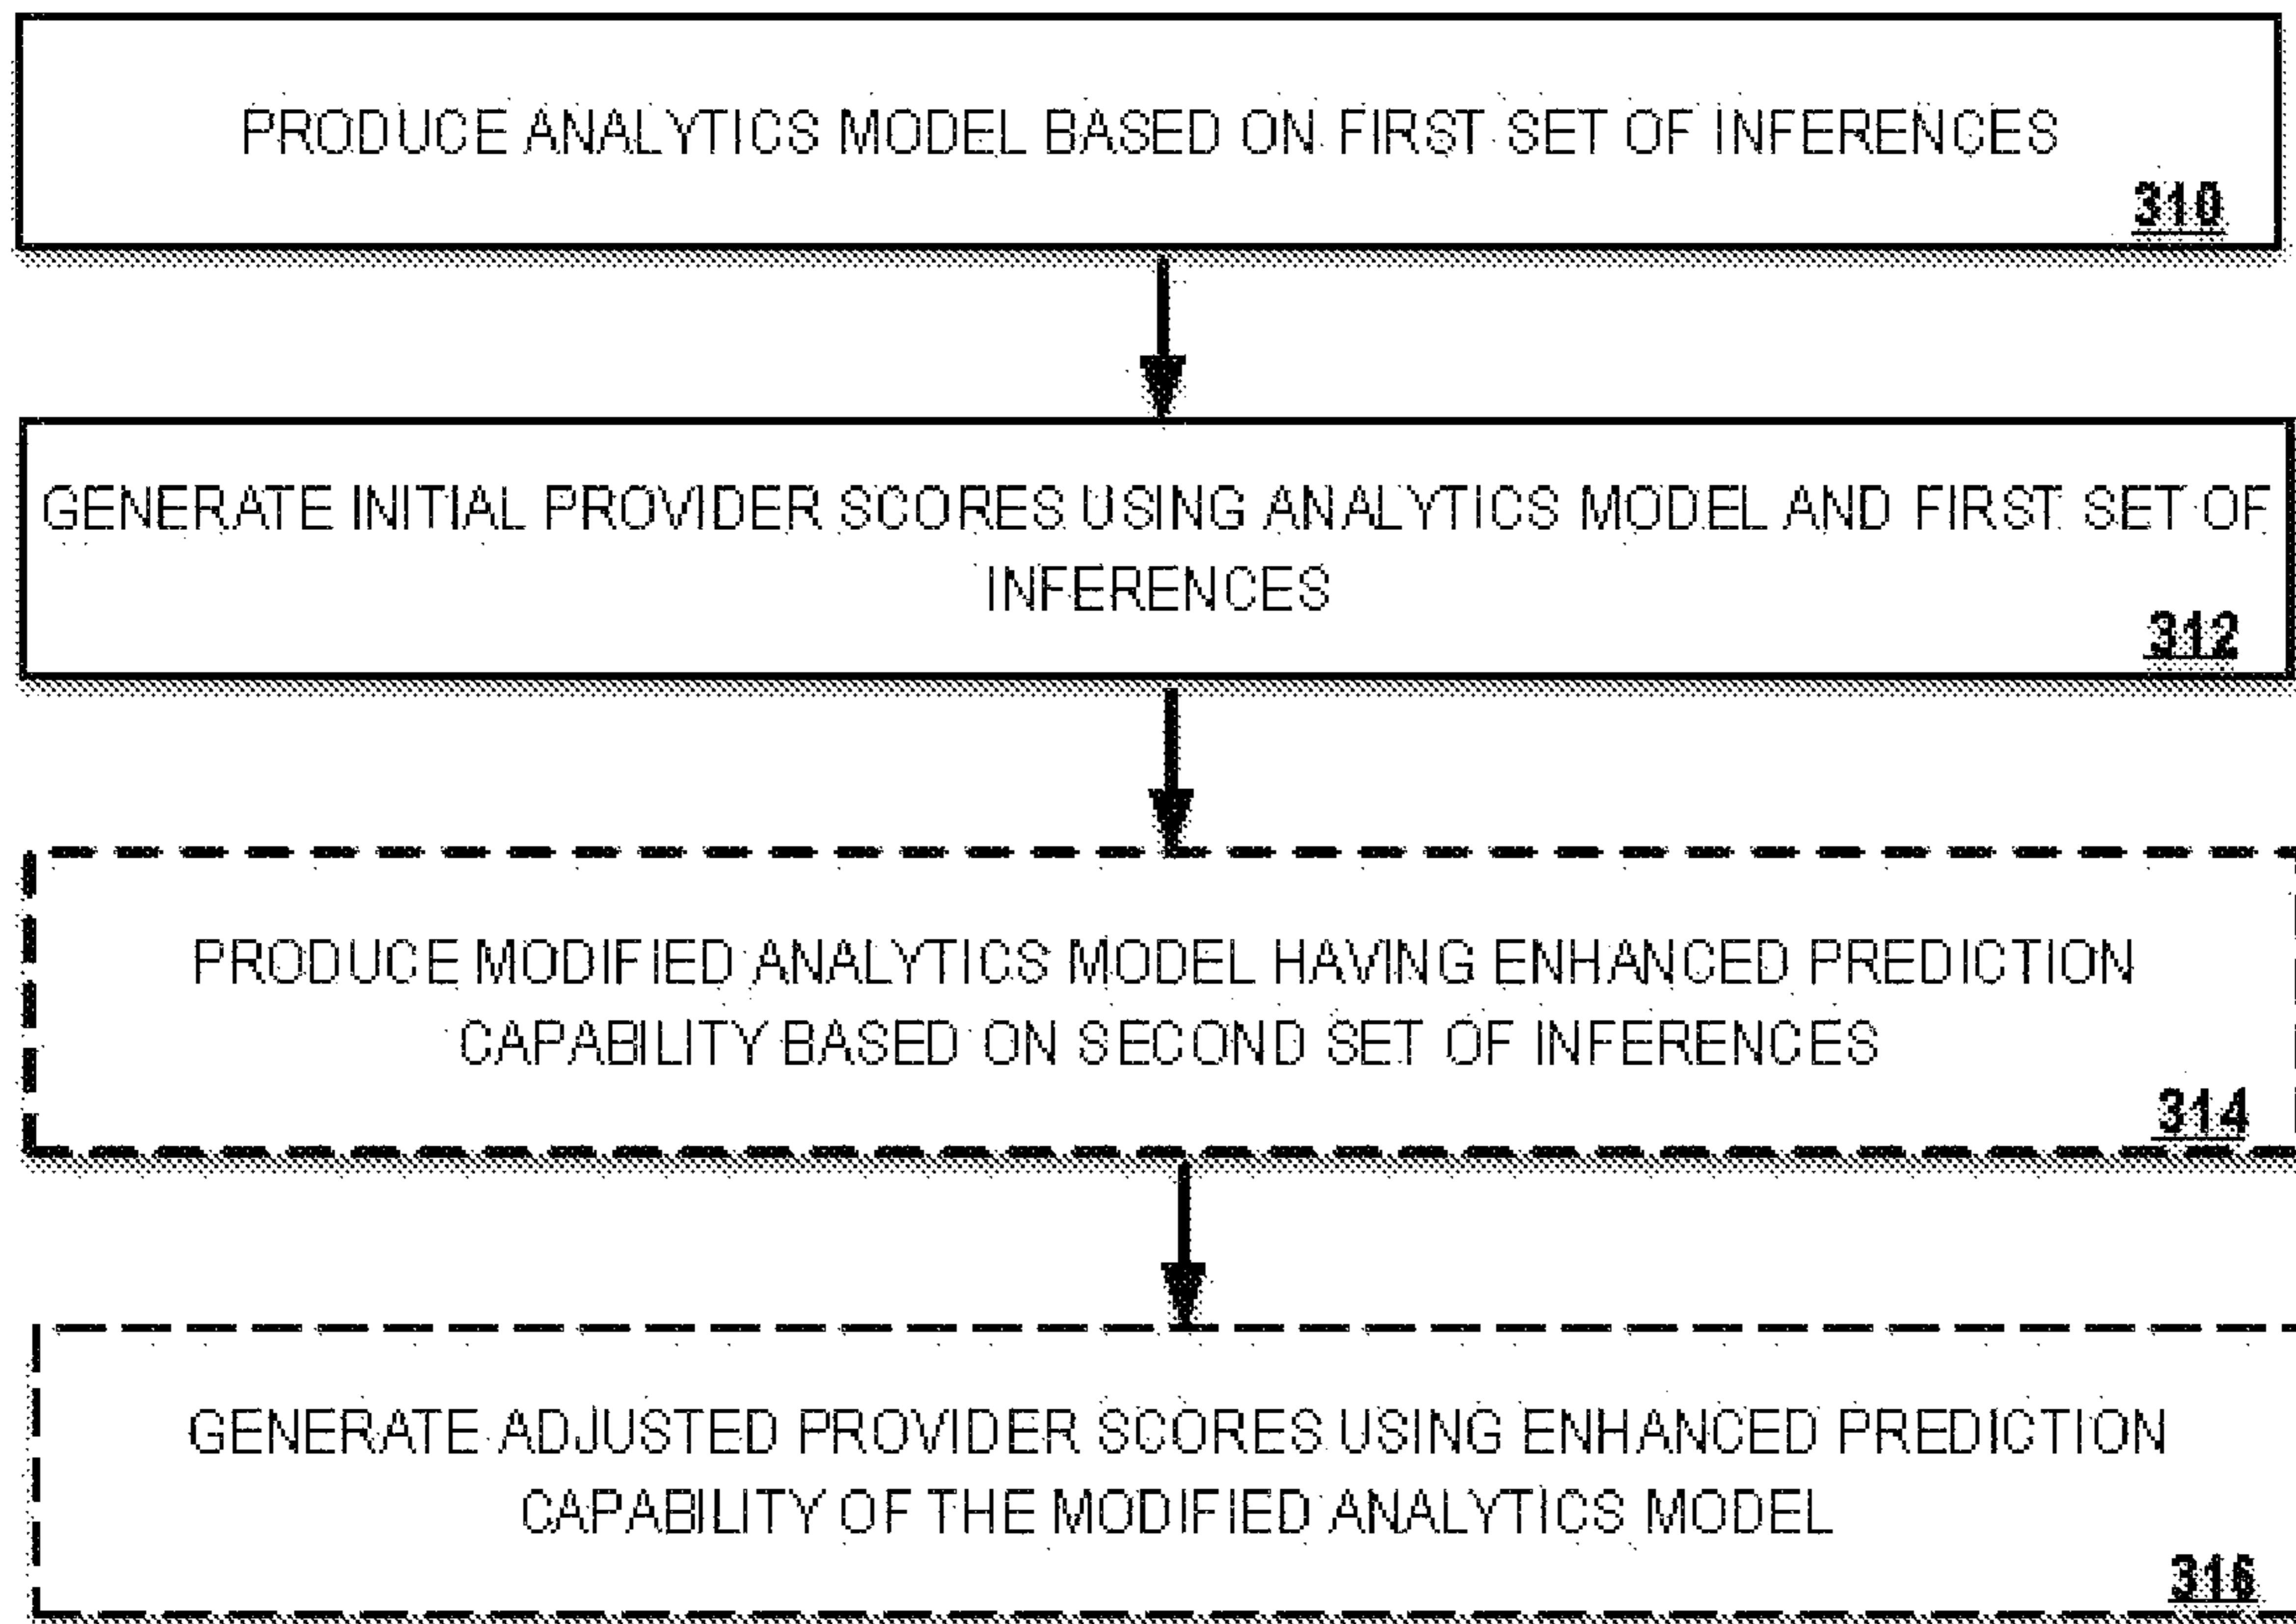 PRODUCE ANALYTICS MODEL BASED ON FIRST SET OF INFERENCES
310
GENERATE INITIAL PROVIDER SCORES USING ANALYTICS MODEL AND FIRST SET OF
INFERENCES
312
PRODUCE MODIFIED ANALYTICS MODEL HAVING ENHANCED PREDICTION
CAPABILITY BASED ON SECOND SET OF INFERENCES
314
GENERATE ADJUSTED PROVIDER SCORES USING ENHANCED PREDICTION
CAPABILITY OF THE MODIFIED ANALYTICS MODEL
316